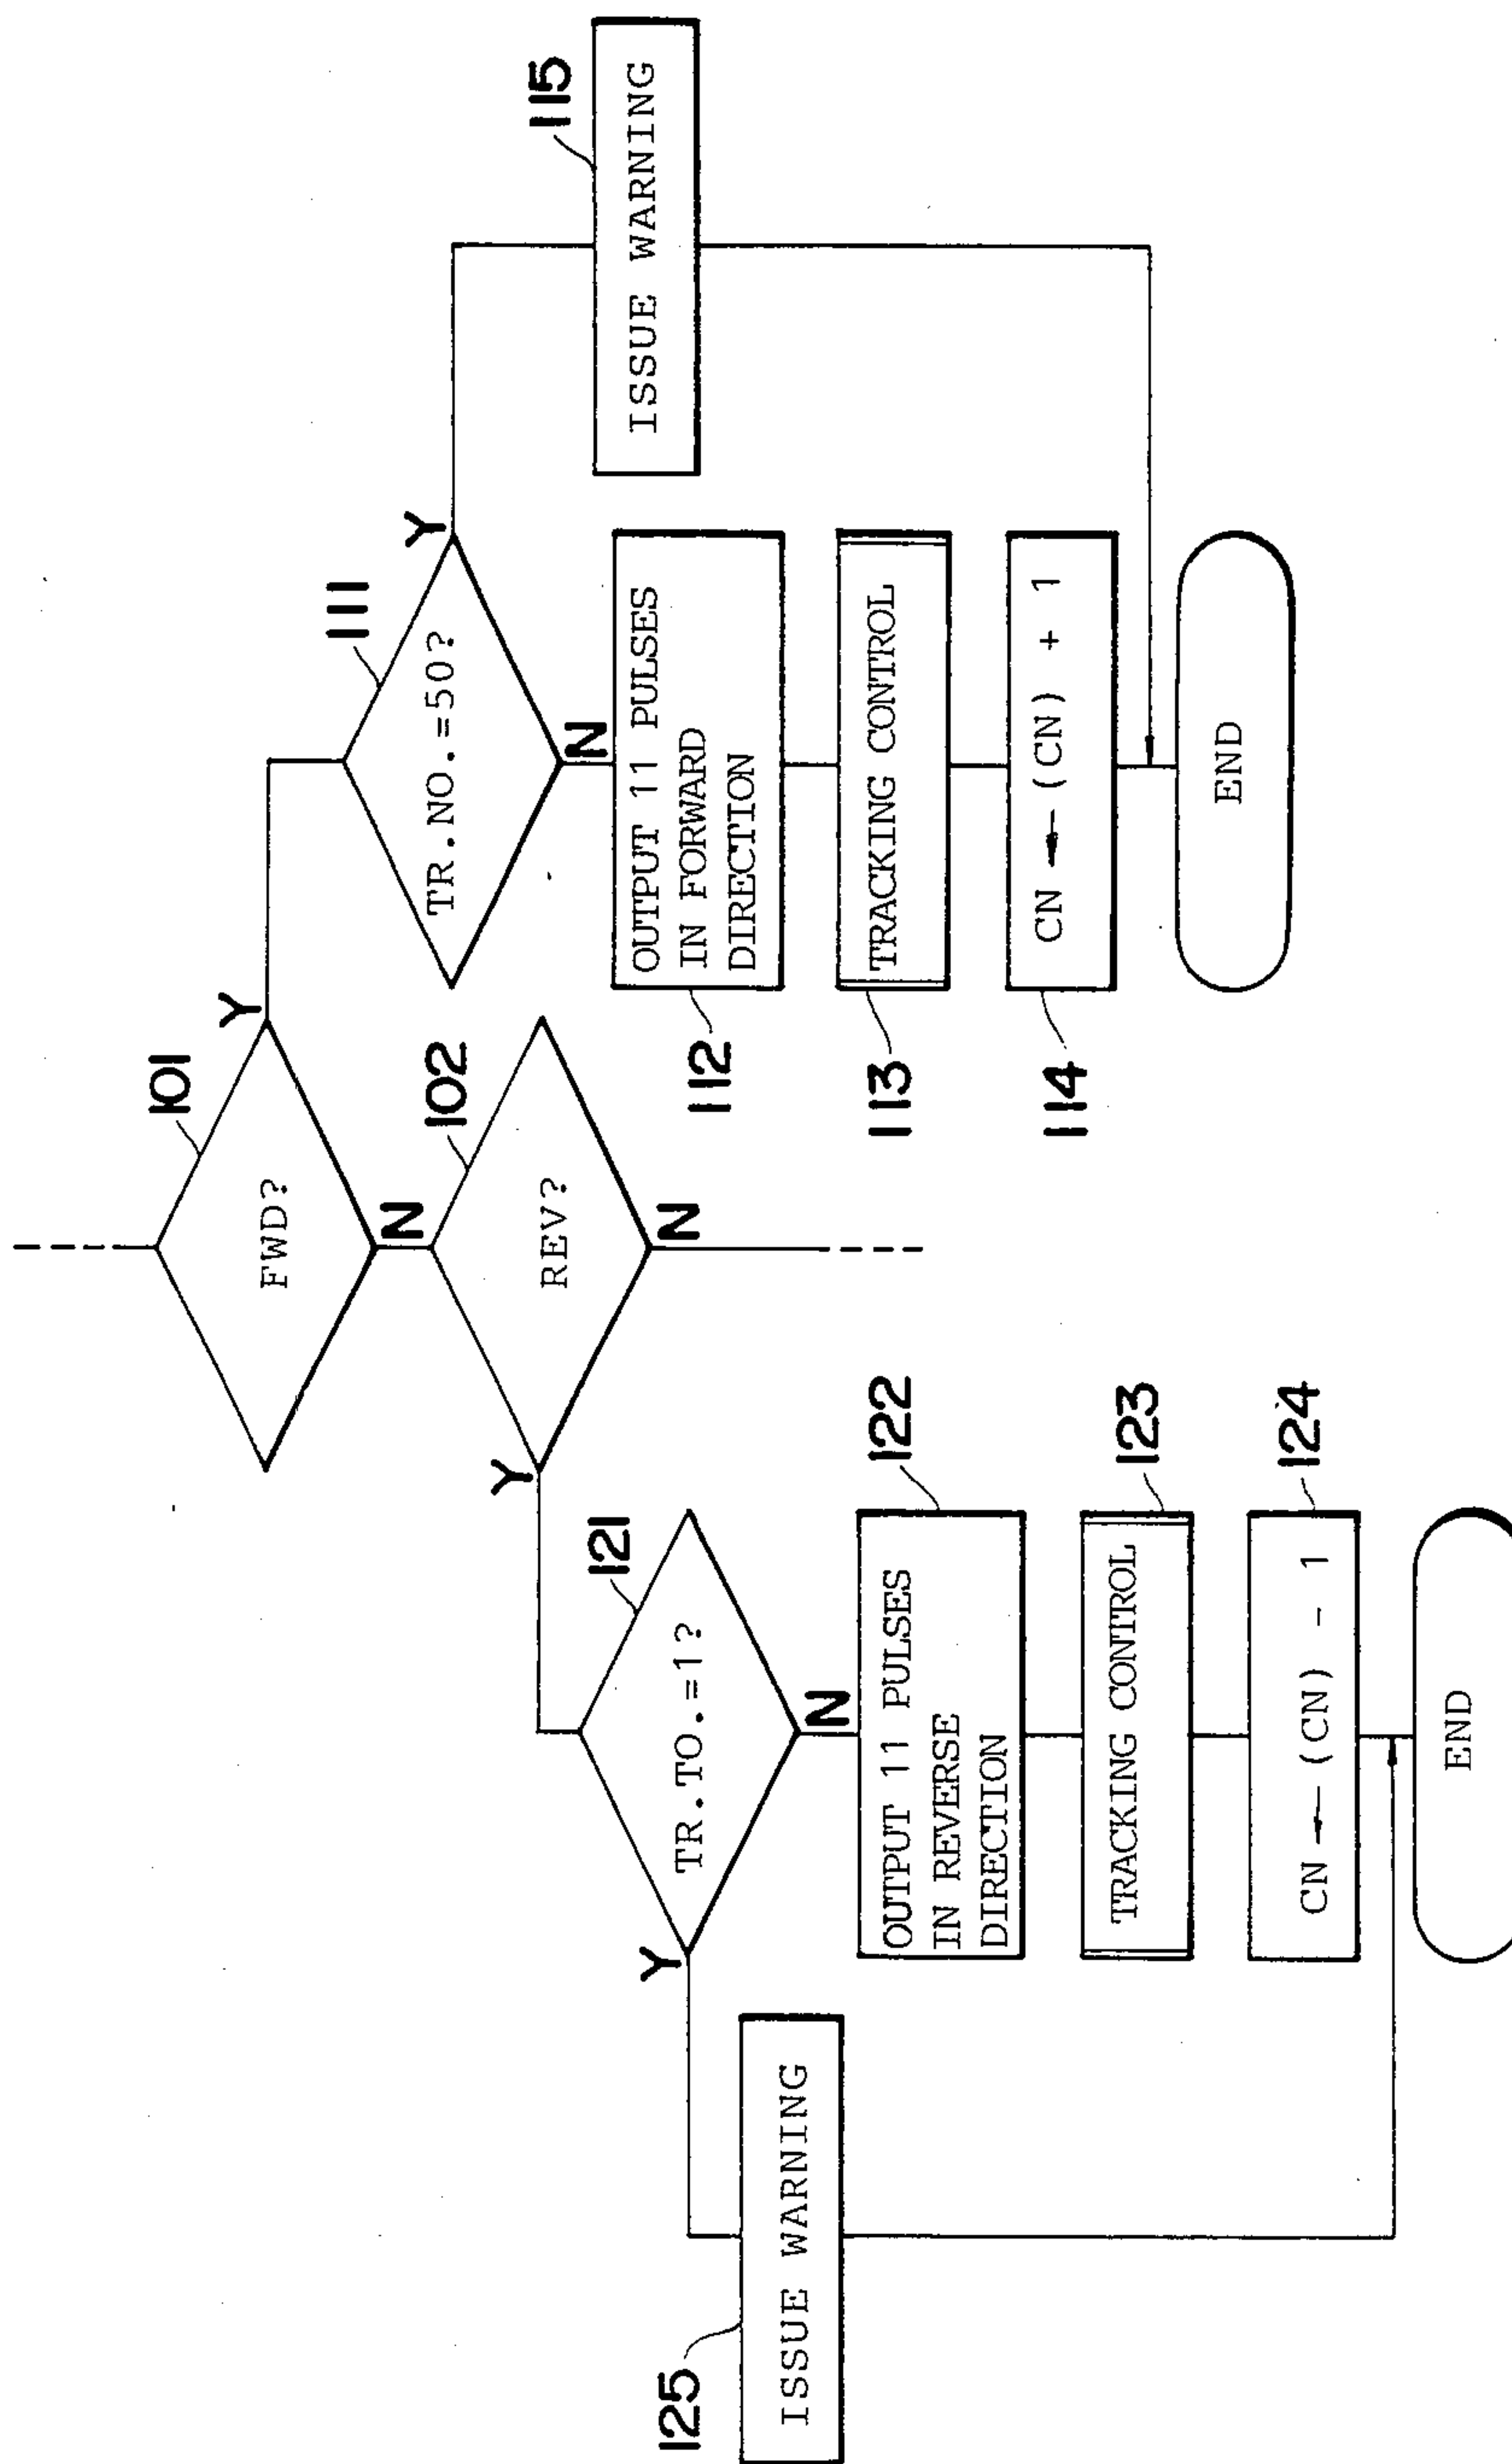 101
FWD?
Y
N
102
REV?
Y
N
111
TR.NO.=50?
Y
N
112
OUTPUT 11 PULSES
IN FORWARD
DIRECTION
113
TRACKING CONTROL
114
CN ← (CN) + 1
END
115
ISSUE WARNING
121
TR.TO.=1?
Y
N
122
OUTPUT 11 PULSES
IN REVERSE
DIRECTION
123
TRACKING CONTROL
124
CN ← (CN) - 1
END
125
ISSUE WARNING